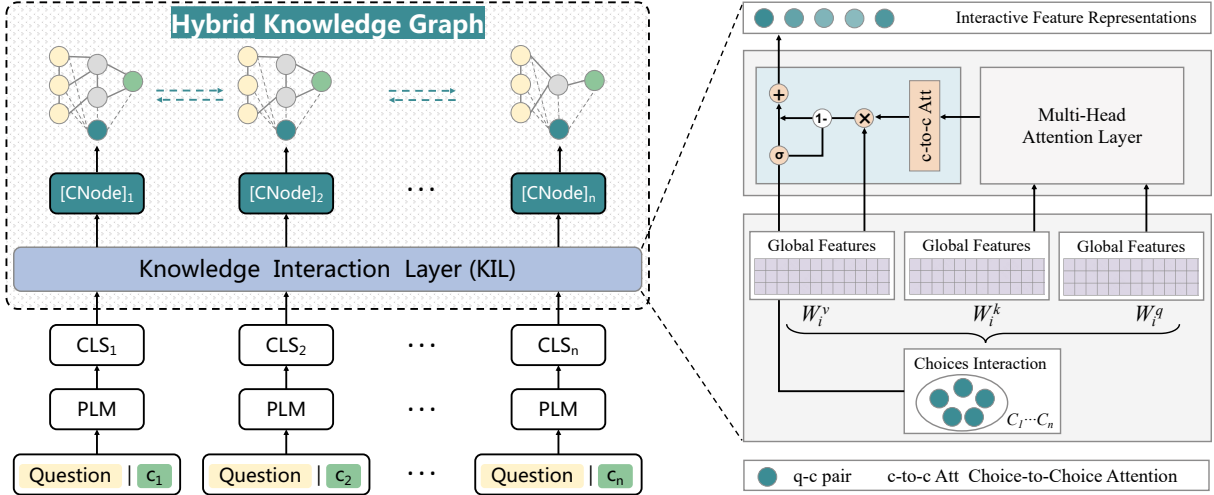 Hybrid Knowledge Graph
[CNode]1 [CNode]2 ... [CNode]n
Knowledge Interaction Layer (KIL)
CLS1 CLS2 ... CLSn
PLM PLM ... PLM
Question | c1 Question | c2 ... Question | cn
Interactive Feature Representations
+
1-
×
σ
c-to-c Att
Multi-Head
Attention Layer
Global Features Global Features Global Features
W_i^v W_i^k W_i^q
Choices Interaction
C_1...C_n
q-c pair c-to-c Att Choice-to-Choice Attention